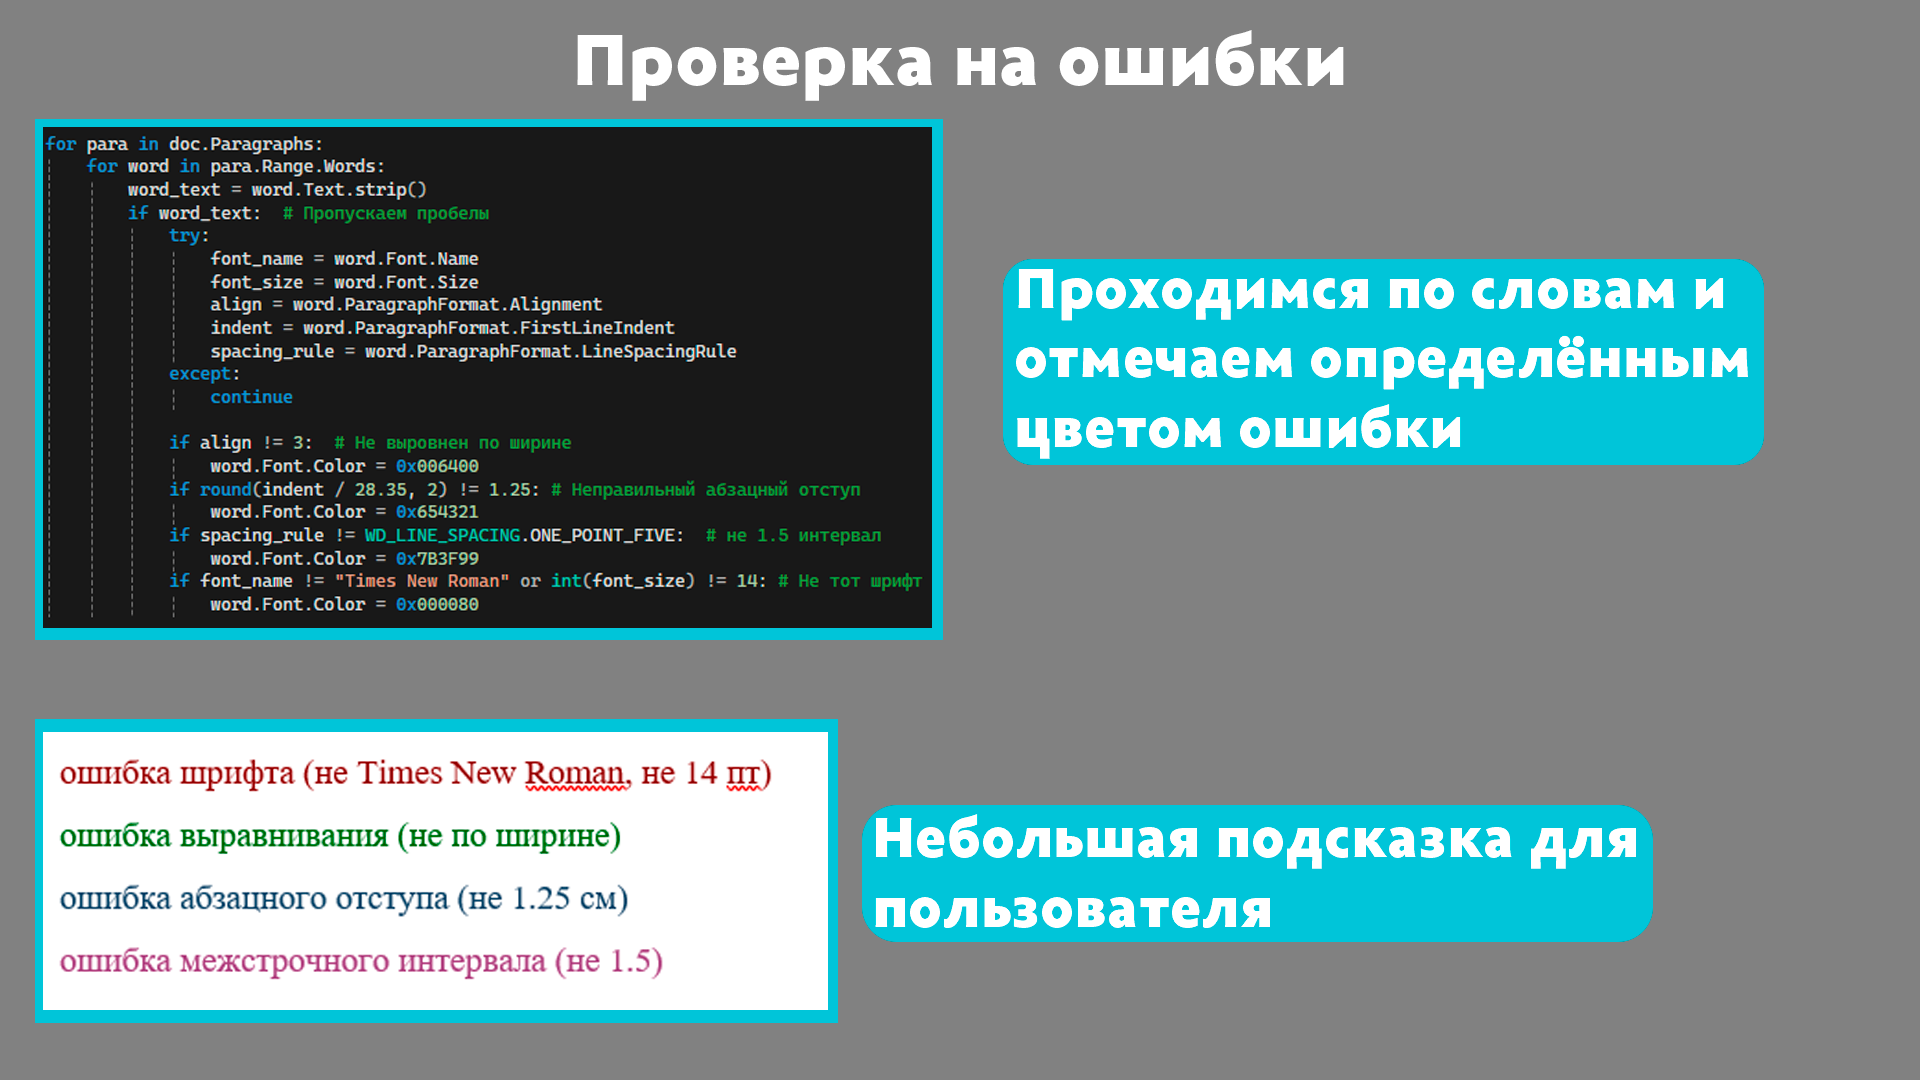 Проверка на ошибки
for para in doc.Paragraphs:
for word in para.Range.Words:
word_text = word.Text.strip()
if word_text:  # Пропускаем пробелы
try:
font_name = word.Font.Name
font_size = word.Font.Size
align = word.ParagraphFormat.Alignment
indent = word.ParagraphFormat.FirstLineIndent
spacing_rule = word.ParagraphFormat.LineSpacingRule
except:
continue
if align != 3:  # Не выровнен по ширине
word.Font.Color = 0x006400
if round(indent / 28.35, 2) != 1.25: # Неправильный абзацный отступ
word.Font.Color = 0x654321
if spacing_rule != WD_LINE_SPACING.ONE_POINT_FIVE:  # не 1.5 интервал
word.Font.Color = 0x7B3F99
if font_name != "Times New Roman" or int(font_size) != 14: # Не тот шрифт
word.Font.Color = 0x000080
Проходимся по словам и
отмечаем определённым
цветом ошибки
ошибка шрифта (не Times New Roman, не 14 пт)
ошибка выравнивания (не по ширине)
ошибка абзацного отступа (не 1.25 см)
ошибка межстрочного интервала (не 1.5)
Небольшая подсказка для
пользователя